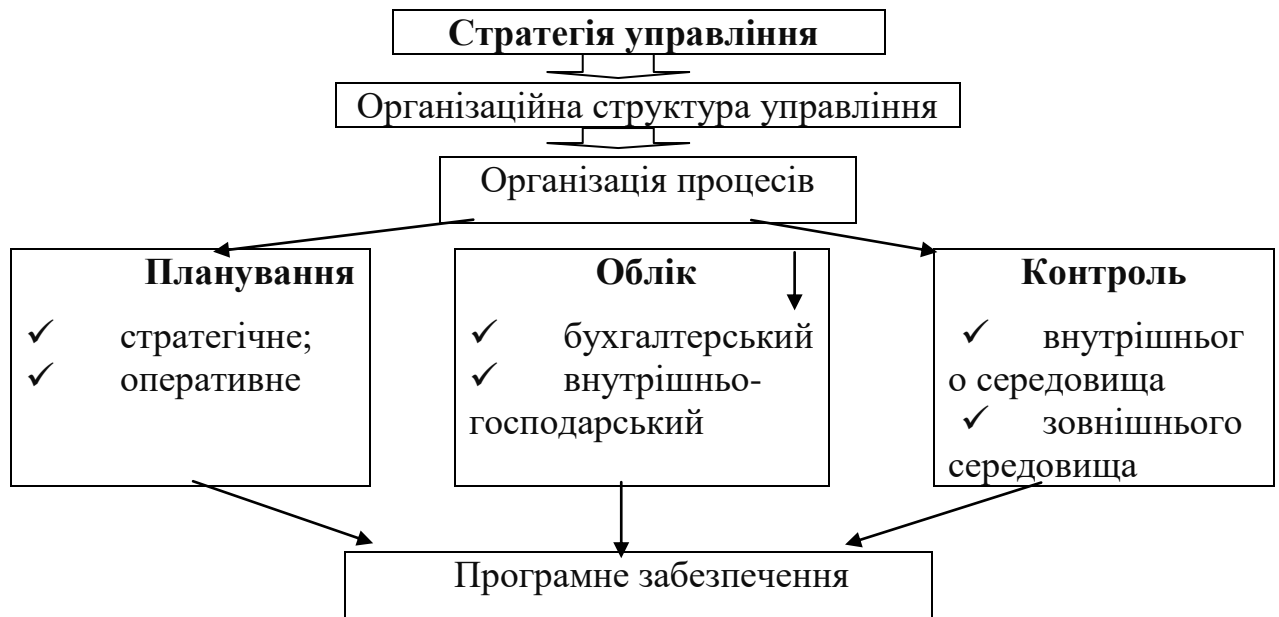 Стратегія управління
Організаційна структура управління
Організація процесів
Планування
✓ стратегічне;
✓ оперативне
Облік
✓ бухгалтерський
✓ внутрішньо-
господарський
Контроль
✓ внутрішньог
о середовища
✓ зовнішнього
середовища
Програмне забезпечення